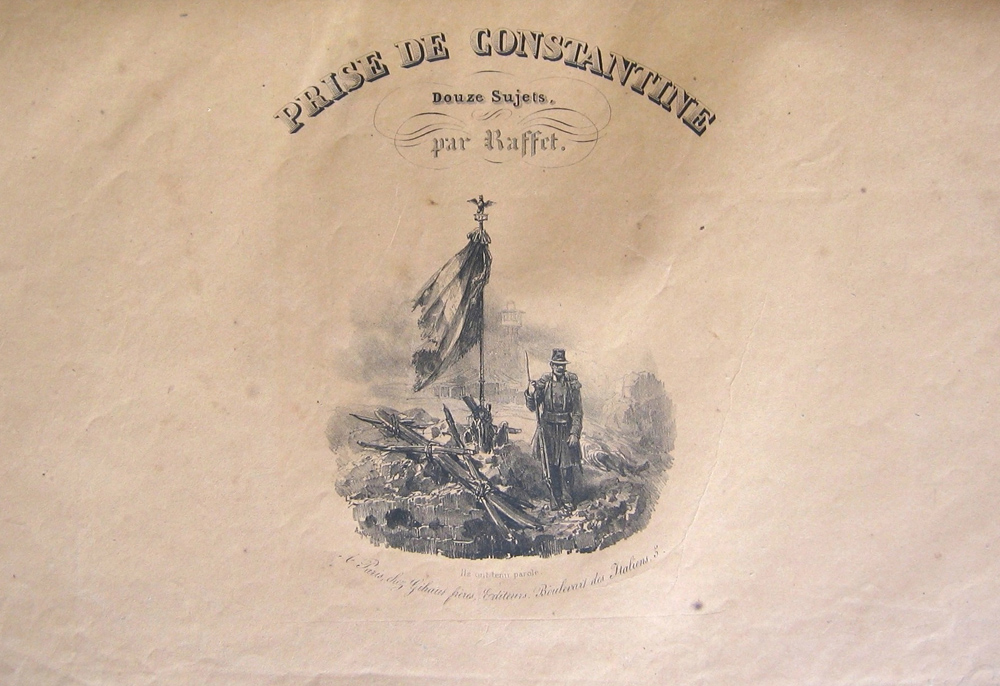 PRISE DE CONSTANTINE
Douze Sujets.
par Raffet.
Ils ont tenu parole
A Paris, chez Gihaut frères, Editeurs, Boulevart des Italiens, 5.